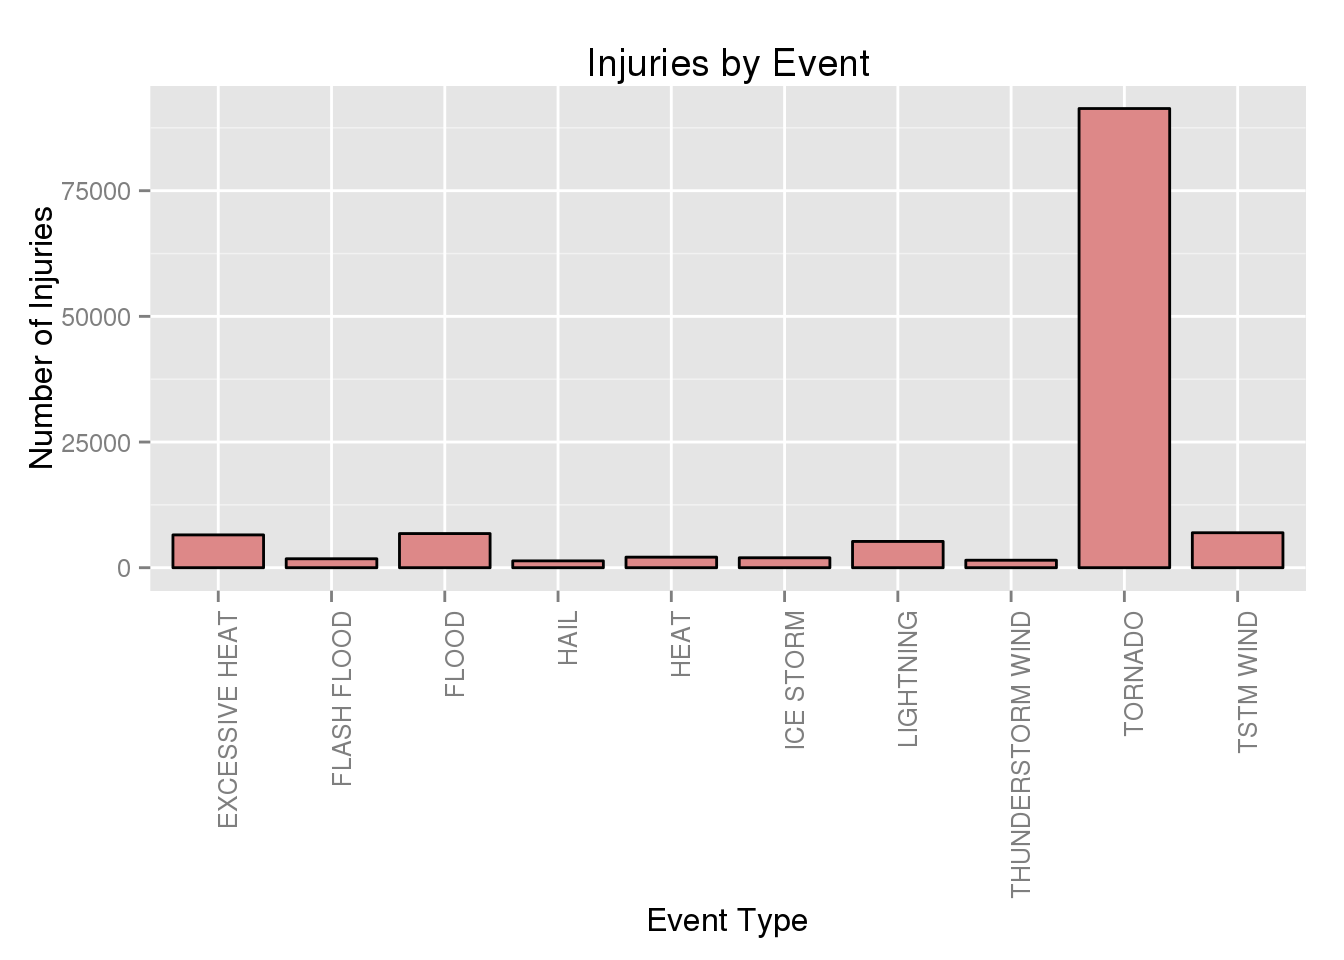 Injuries by Event
Number of Injuries
75000
50000
25000
0
EXCESSIVE HEAT
FLASH FLOOD
FLOOD
HAIL
HEAT
ICE STORM
LIGHTNING
THUNDERSTORM WIND
TORNADO
TSTM WIND
Event Type